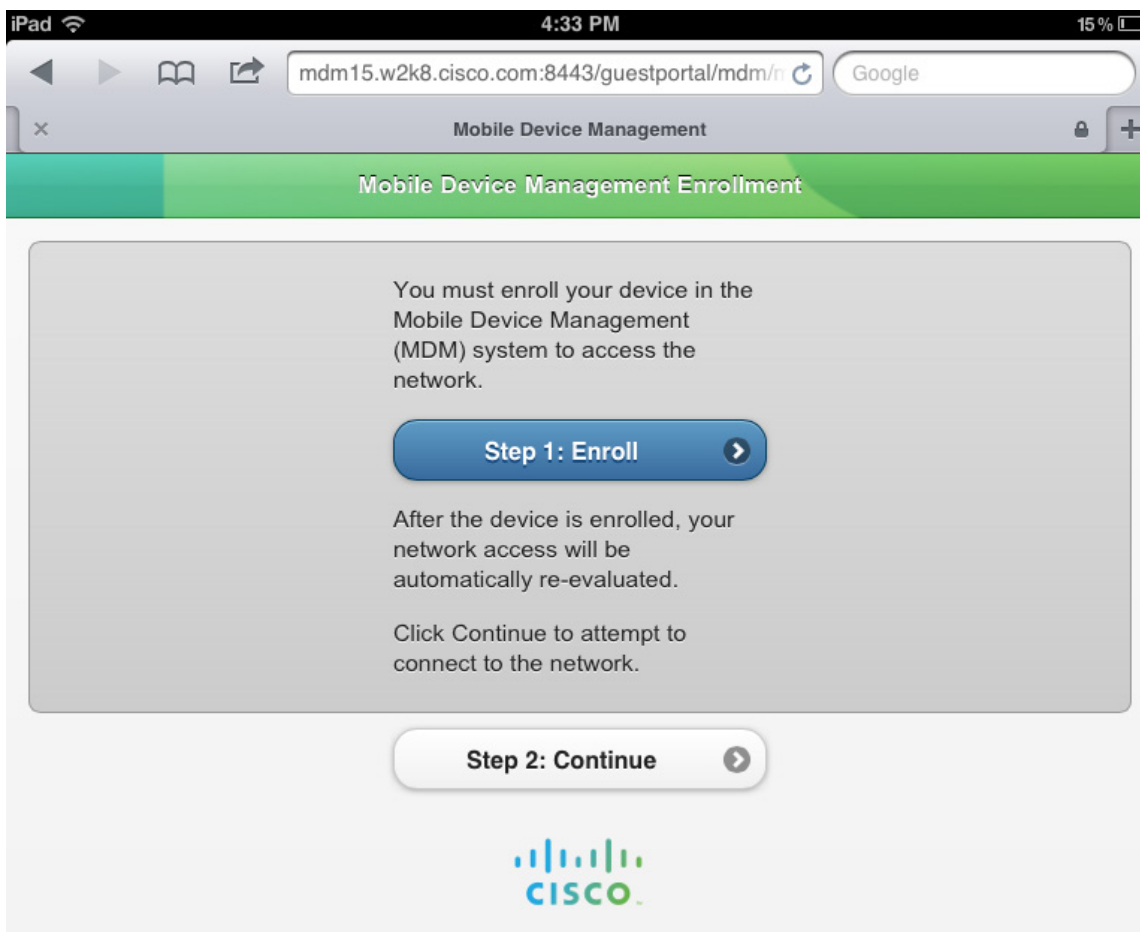 iPad 4:33 PM 15%
mdm15.w2k8.cisco.com:8443/guestportal/mdm/ Google
Mobile Device Management
Mobile Device Management Enrollment
You must enroll your device in the
Mobile Device Management
(MDM) system to access the
network.
Step 1: Enroll
After the device is enrolled, your
network access will be
automatically re-evaluated.
Click Continue to attempt to
connect to the network.
Step 2: Continue
CISCO